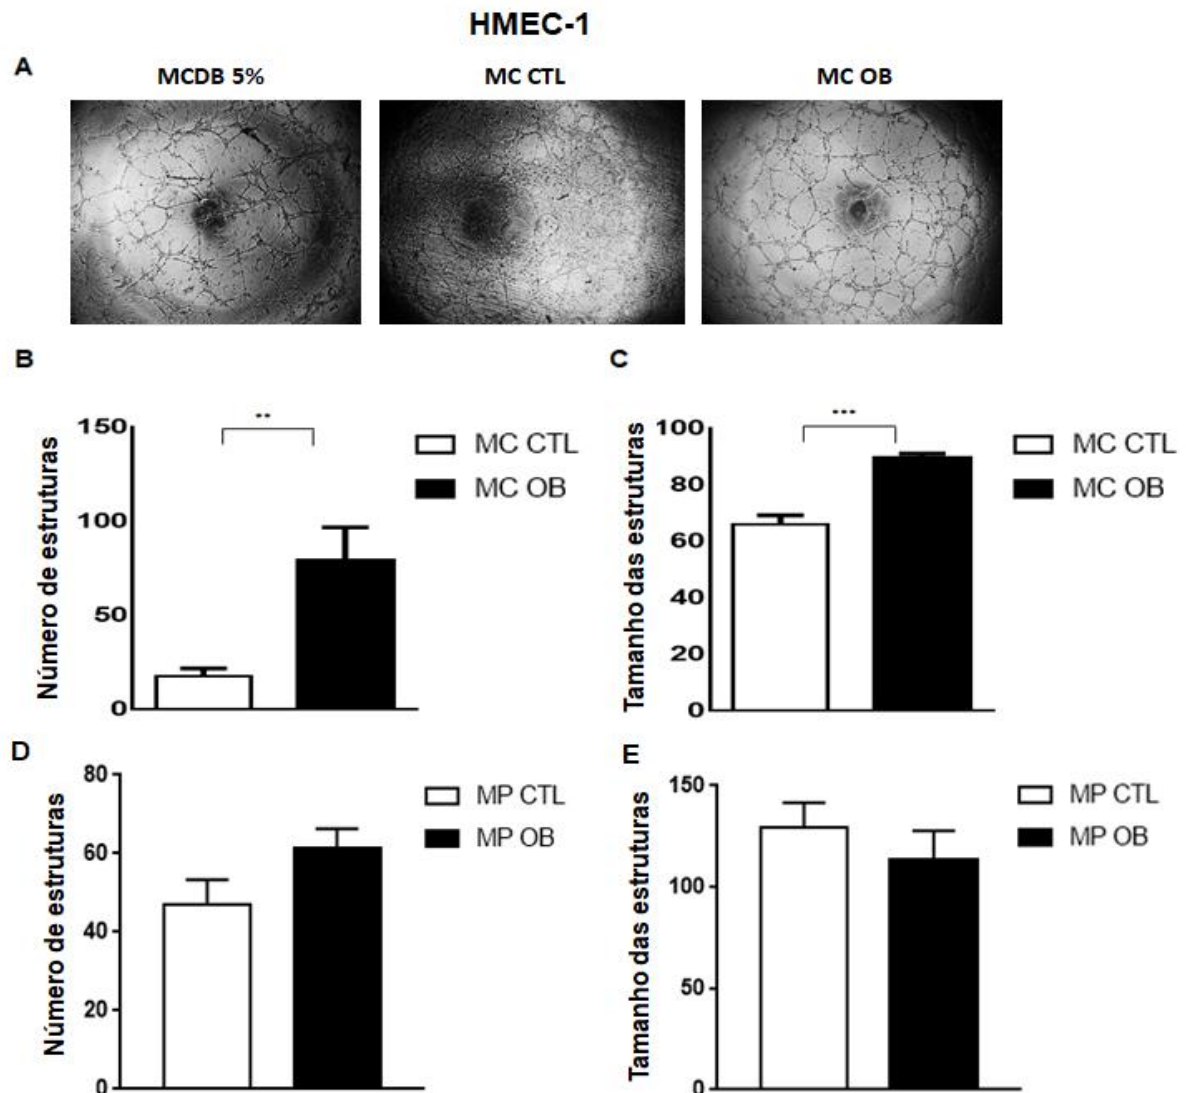 HMEC-1
A
MCDB 5%
MC CTL
MC OB
B
Número de estruturas
150
100
50
0
**
MC CTL
MC OB
C
Tamanho das estruturas
100
80
60
40
20
0
***
MC CTL
MC OB
D
Número de estruturas
80
60
40
20
0
MP CTL
MP OB
E
Tamanho das estruturas
150
100
50
0
MP CTL
MP OB